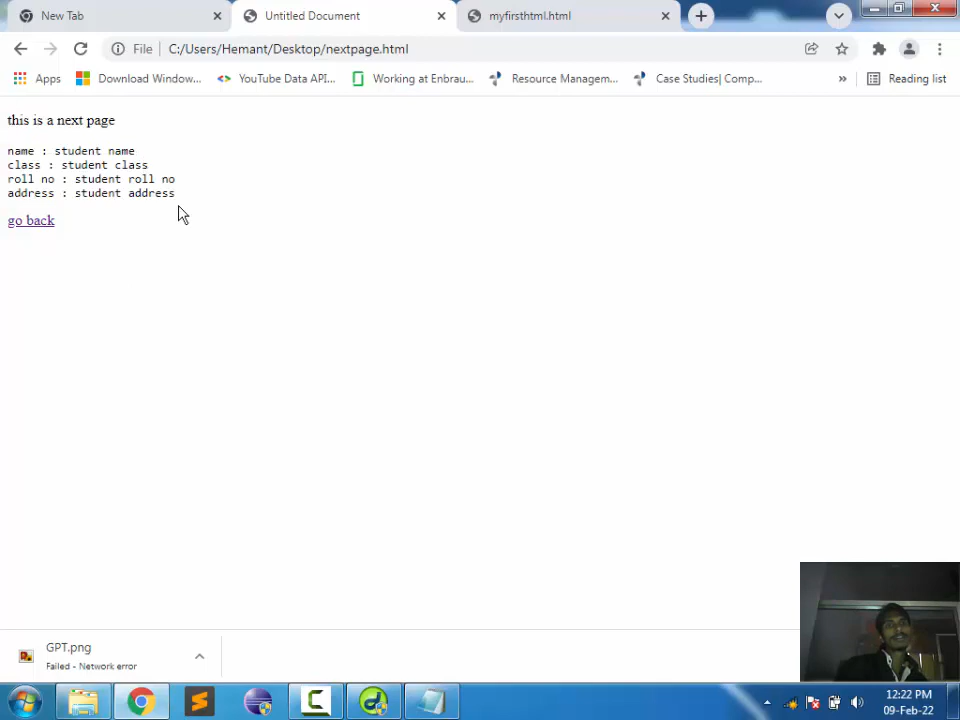 New Tab
Untitled Document
myfirsthtml.html
File
C:/Users/Hemant/Desktop/nextpage.html
Apps
Download Window...
YouTube Data API...
Working at Enbrau...
Resource Managem...
Case Studies| Comp...
»
Reading list
this is a next page
name : student name
class : student class
roll no : student roll no
address : student address
go back
GPT.png
Failed - Network error
12:22 PM
09-Feb-22